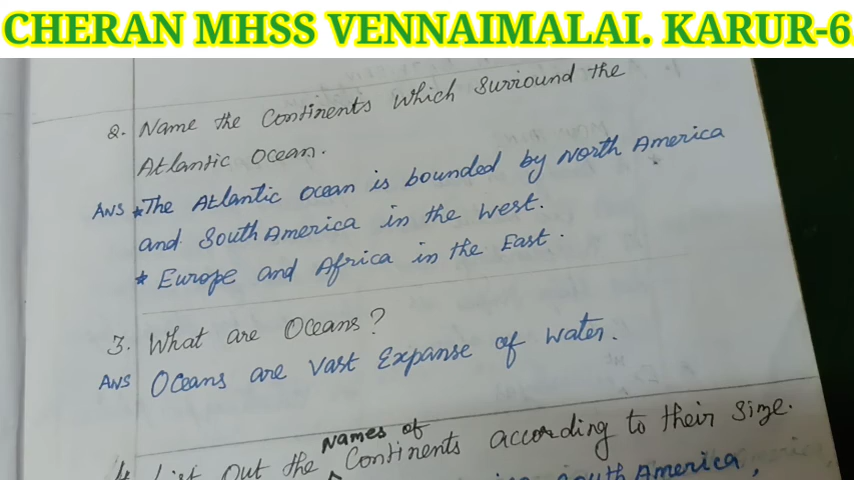 CHERAN MHSS VENNAIMALAI. KARUR-6
2. Name the Continents which Surround the
Atlantic Ocean.
ANS * The Atlantic Ocean is bounded by North America
and South America in the west.
* Europe and Africa in the East.
3. What are Oceans?
ANS Oceans are vast Expanse of water.
Names of
4. List Out the Continents according to their size.
South America,